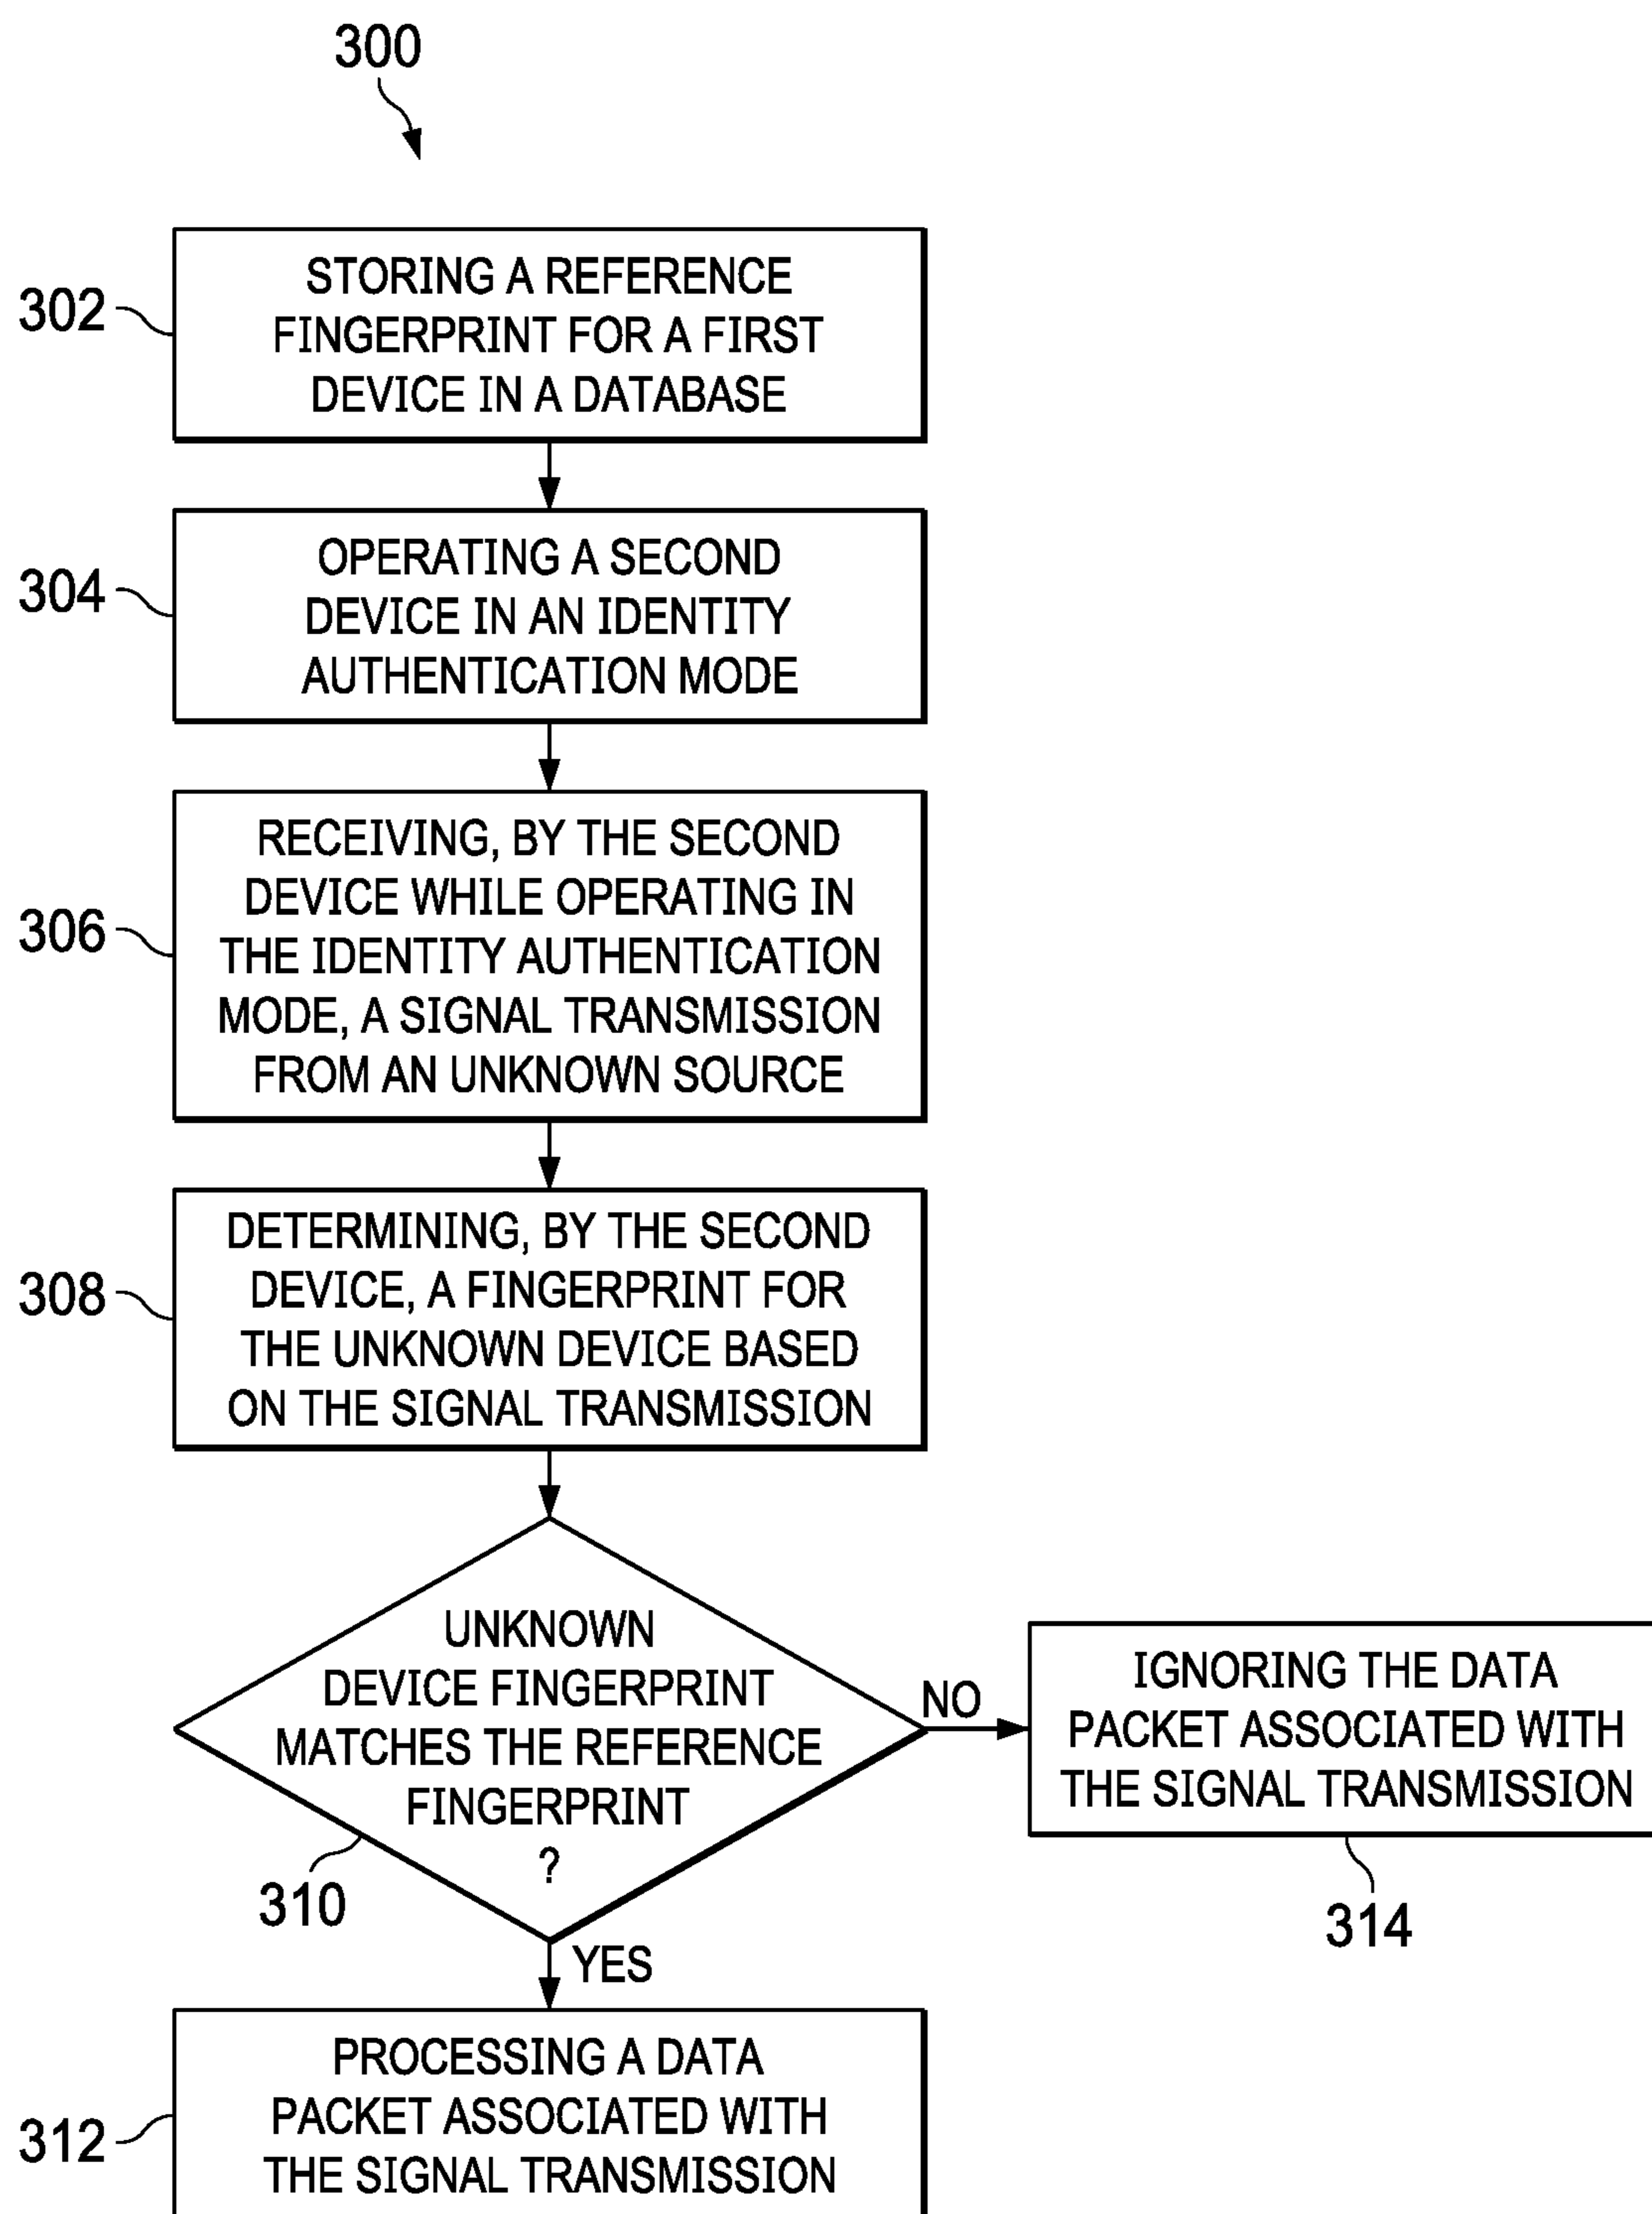 300
302
STORING A REFERENCE
FINGERPRINT FOR A FIRST
DEVICE IN A DATABASE
304
OPERATING A SECOND
DEVICE IN AN IDENTITY
AUTHENTICATION MODE
306
RECEIVING, BY THE SECOND
DEVICE WHILE OPERATING IN
THE IDENTITY AUTHENTICATION
MODE, A SIGNAL TRANSMISSION
FROM AN UNKNOWN SOURCE
308
DETERMINING, BY THE SECOND
DEVICE, A FINGERPRINT FOR
THE UNKNOWN DEVICE BASED
ON THE SIGNAL TRANSMISSION
UNKNOWN
DEVICE FINGERPRINT
MATCHES THE REFERENCE
FINGERPRINT
?
310
NO
IGNORING THE DATA
PACKET ASSOCIATED WITH
THE SIGNAL TRANSMISSION
314
YES
312
PROCESSING A DATA
PACKET ASSOCIATED WITH
THE SIGNAL TRANSMISSION